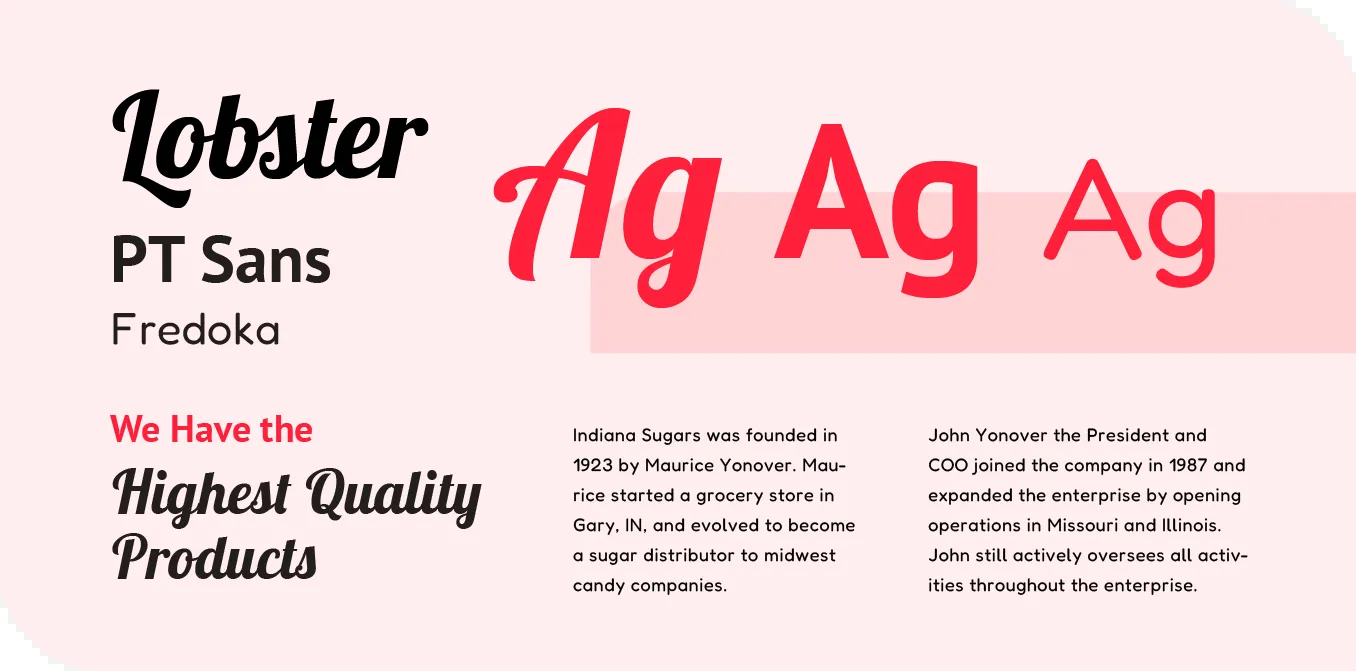 Lobster
PT Sans
Fredoka
Ag Ag Ag
We Have the
Highest Quality
Products
Indiana Sugars was founded in
1923 by Maurice Yonover. Mau-
rice started a grocery store in
Gary, IN, and evolved to become
a sugar distributor to midwest
candy companies.
John Yonover the President and
COO joined the company in 1987 and
expanded the enterprise by opening
operations in Missouri and Illinois.
John still actively oversees all activ-
ities throughout the enterprise.